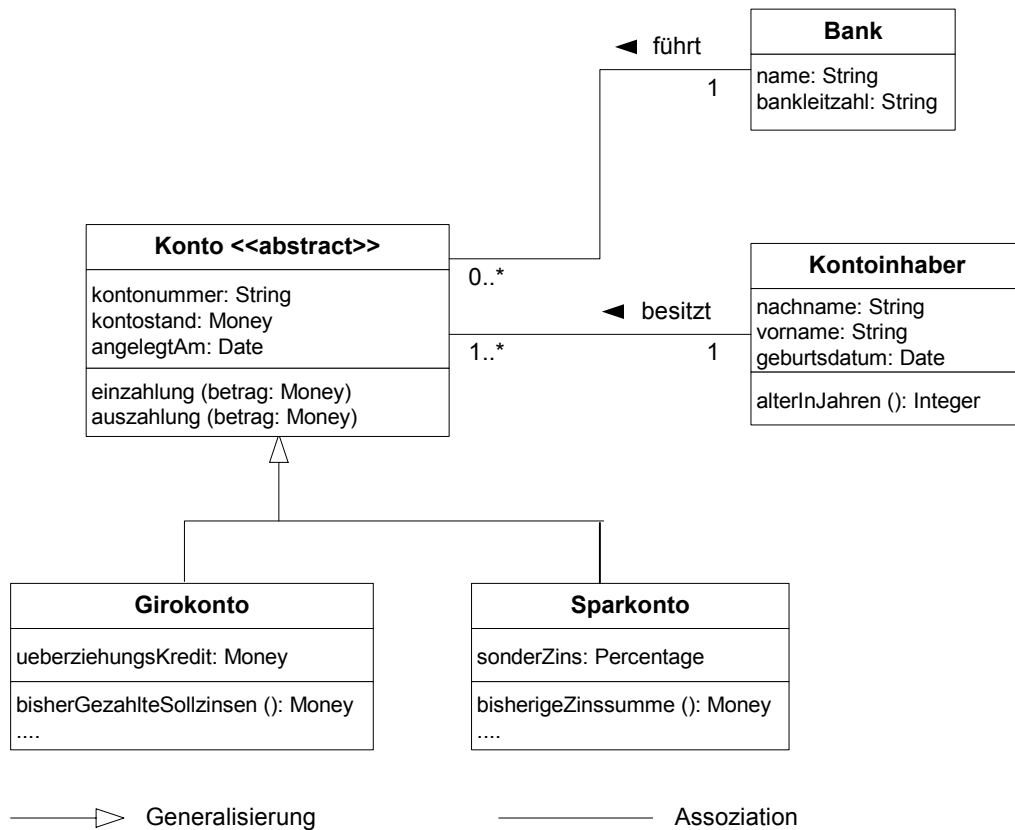 Bank
name: String
bankleitzahl: String
◄ führt
1
Konto <<abstract>>
kontonummer: String
kontostand: Money
angelegtAm: Date
einzahlung (betrag: Money)
auszahlung (betrag: Money)
0..*
◄ besitzt
1..*
1
Kontoinhaber
nachname: String
vorname: String
geburtsdatum: Date
alterInJahren (): Integer
Girokonto
ueberziehungsKredit: Money
bisherGezahlteSollzinsen (): Money
....
Sparkonto
sonderZins: Percentage
bisherigeZinssumme (): Money
....
Generalisierung
Assoziation